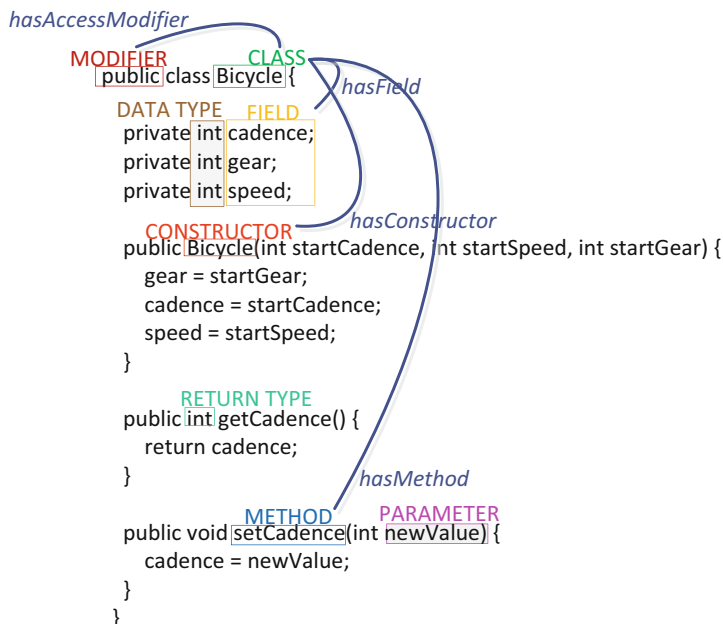 hasAccessModifier
MODIFIER CLASS
public class Bicycle {
hasField
DATA TYPE FIELD
private int cadence;
private int gear;
private int speed;
hasConstructor
CONSTRUCTOR
public Bicycle(int startCadence, int startSpeed, int startGear) {
gear = startGear;
cadence = startCadence;
speed = startSpeed;
}
RETURN TYPE
public int getCadence() {
return cadence;
}
hasMethod
METHOD PARAMETER
public void setCadence(int newValue) {
cadence = newValue;
}
}